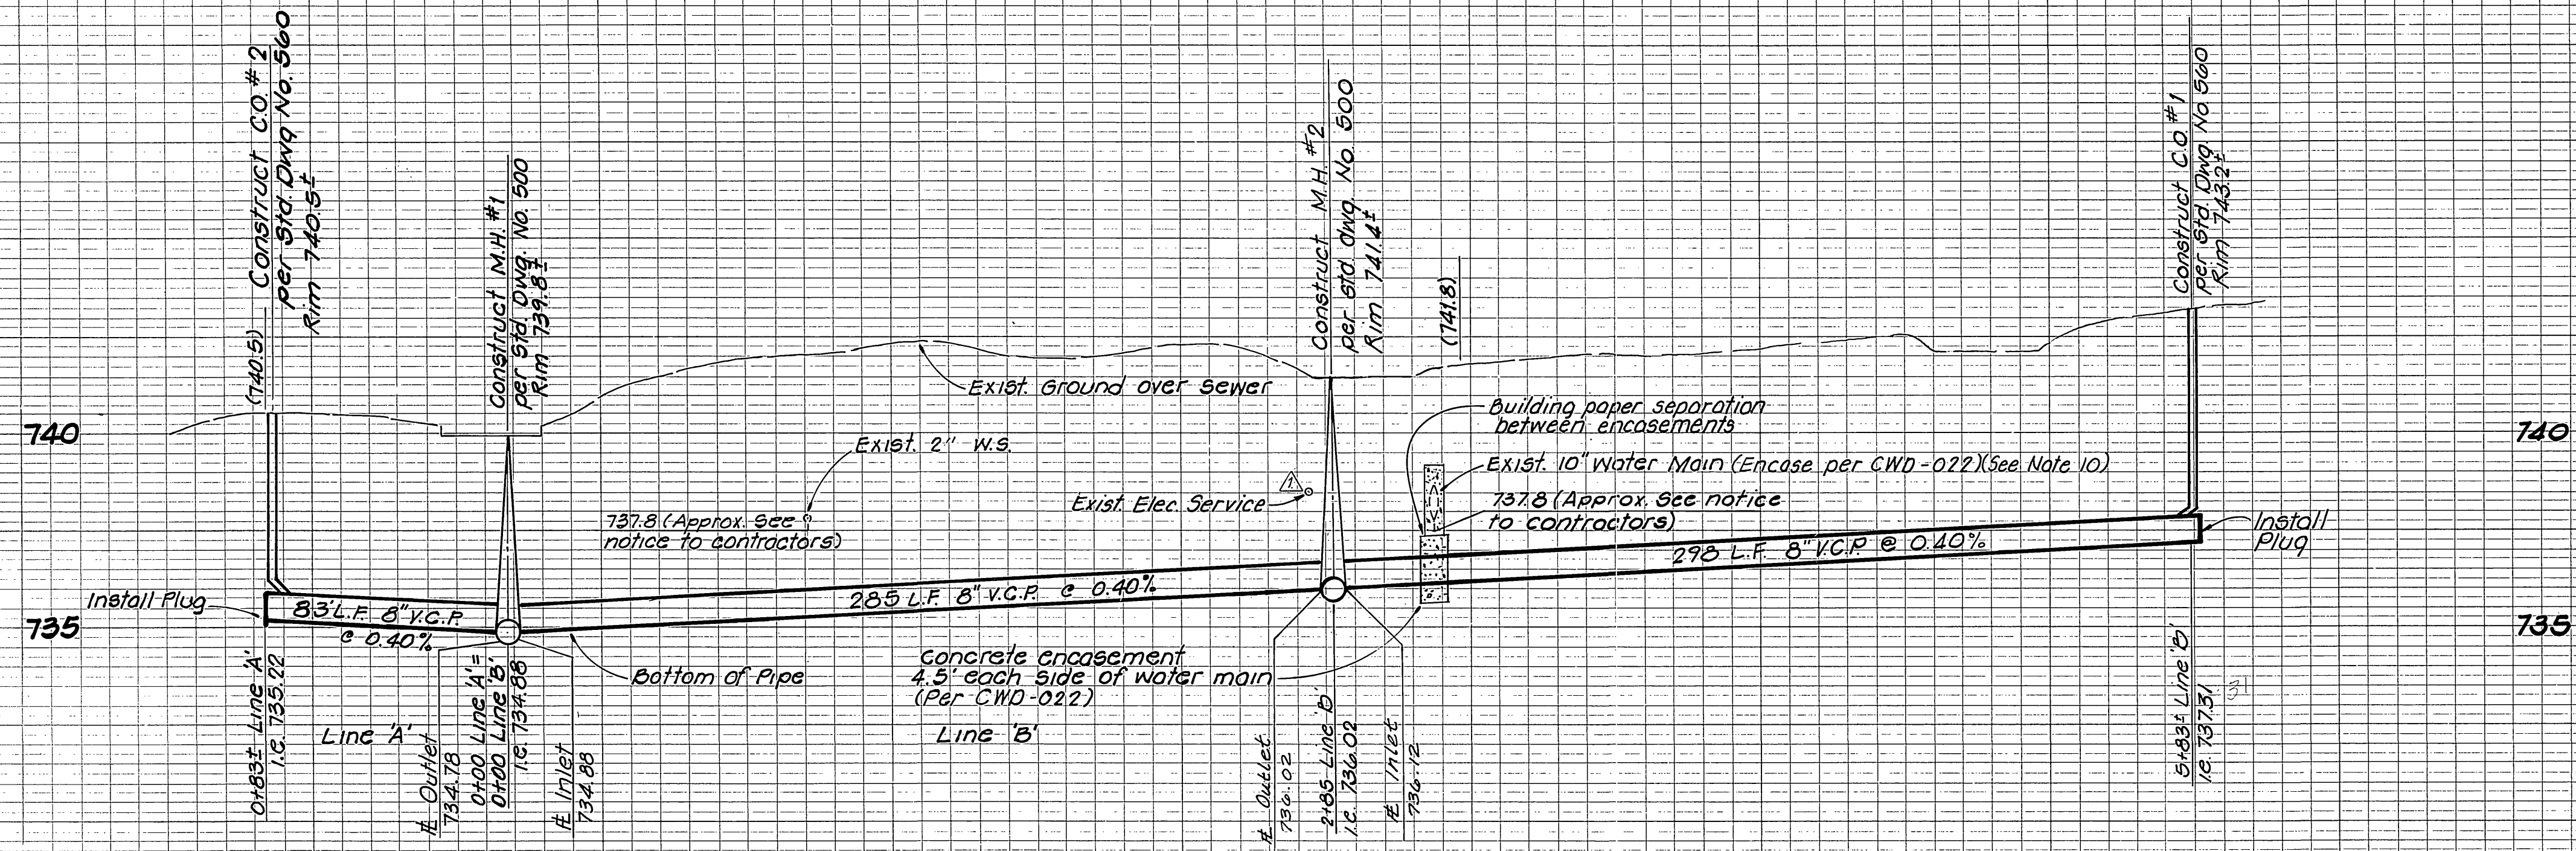 Construct C.O. # 2
per Std. Dwg No. 560
Rim 740.5±
(740.5)
Construct M.H. #1
per Std. Dwg. No. 500
Rim 739.8±
Construct M.H. #2
per std. dwg. No. 500
Rim 741.4±
(741.8)
Construct C.O. #1
per Std. Dwg. No 560
Rim 743.2±
740
740
735
735
Exist. Ground over sewer
Exist. 2" W.S.
737.8 (Approx. See
notice to contractors)
Exist. Elec. Service
1.
Building paper separation
between encasements
Exist. 10" Water Main (Encase per CWD-022)(See Note 10)
737.8 (Approx. See notice
to contractors)
Install
Plug
298 L.F. 8" V.C.P @ 0.40%
285 L.F. 8" V.C.P. @ 0.40%
Install Plug
83' L.F. 8" V.C.P.
@ 0.40%
Bottom of Pipe
Concrete encasement
4.5' each side of water main
(Per CWD-022)
Line 'A'
Line 'B'
0+83± Line 'A'
i.e. 735.22
Outlet
734.78
0+00 Line 'A'=
0+00 Line 'B'
i.e. 734.88
Inlet
734.88
Outlet
736.02
2+85 Line 'B'
i.e. 736.02
Inlet
736.12
5+83± Line 'B'
i.e. 737.31
31